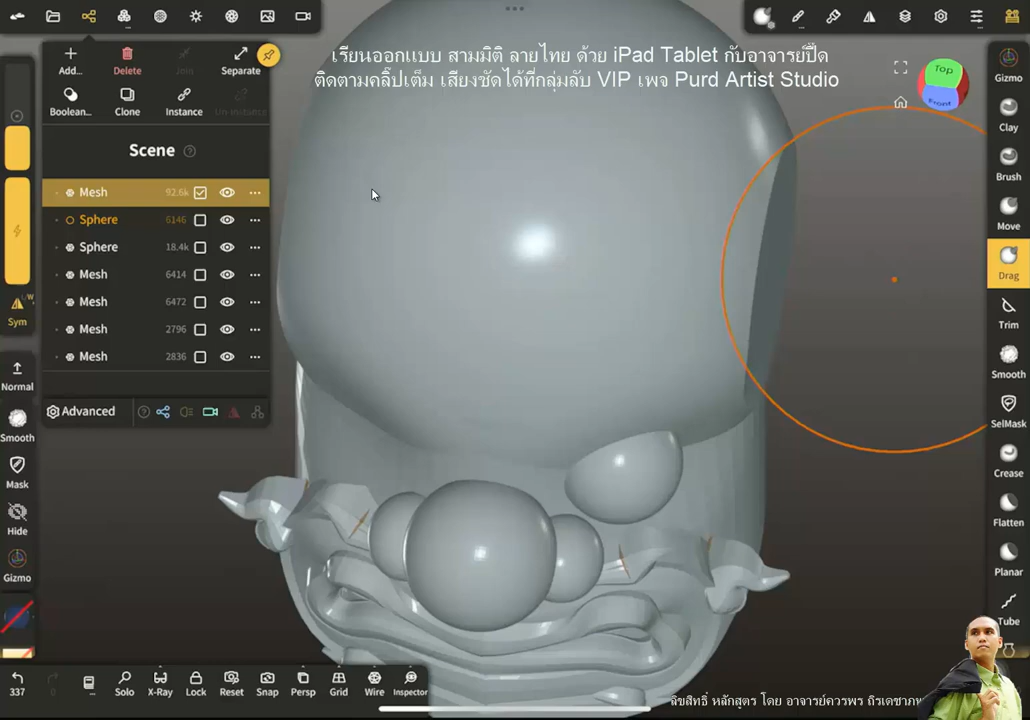 เรียนออกแบบ สามมิติ ลายไทย ด้วย iPad Tablet กับอาจารย์ปื๊ด
ติดตามคลิ๊ปเต็ม เสียงชัดได้ที่กลุ่มลับ VIP เพจ Purd Artist Studio
Add...
Delete
Join
Separate
Boolean...
Clone
Instance
Un-Instance
Scene
Mesh 92.6k
Sphere 6146
Sphere 18.4k
Mesh 6414
Mesh 6472
Mesh 2796
Mesh 2836
Advanced
Sym
Normal
Smooth
Mask
Hide
Gizmo
Top
Front
Gizmo
Clay
Brush
Move
Drag
Trim
Smooth
SelMask
Crease
Flatten
Planar
Tube
337
0
...
Solo
X-Ray
Lock
Reset
Snap
Persp
Grid
Wire
Inspector
ลิขสิทธิ์ หลักสูตร โดย อาจารย์ควรพร